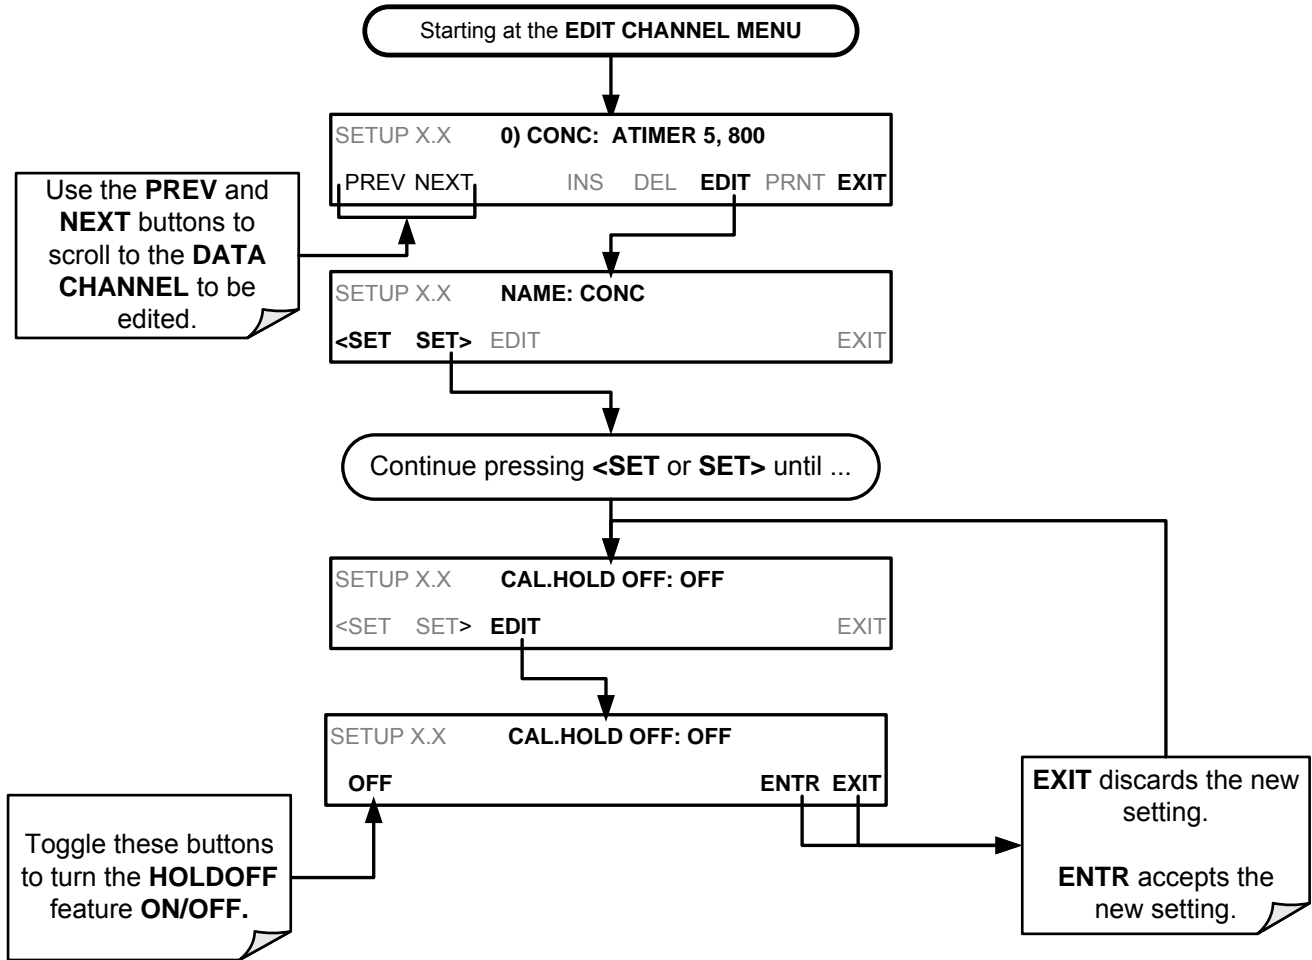 Starting at the EDIT CHANNEL MENU
SETUP X.X 0) CONC: ATIMER 5, 800
PREV NEXT INS DEL EDIT PRNT EXIT
Use the PREV and
NEXT buttons to
scroll to the DATA
CHANNEL to be
edited.
SETUP X.X NAME: CONC
<SET SET> EDIT EXIT
Continue pressing <SET or SET> until ...
SETUP X.X CAL.HOLD OFF: OFF
<SET SET> EDIT EXIT
SETUP X.X CAL.HOLD OFF: OFF
OFF ENTR EXIT
Toggle these buttons
to turn the HOLDOFF
feature ON/OFF.
EXIT discards the new
setting.
ENTR accepts the
new setting.